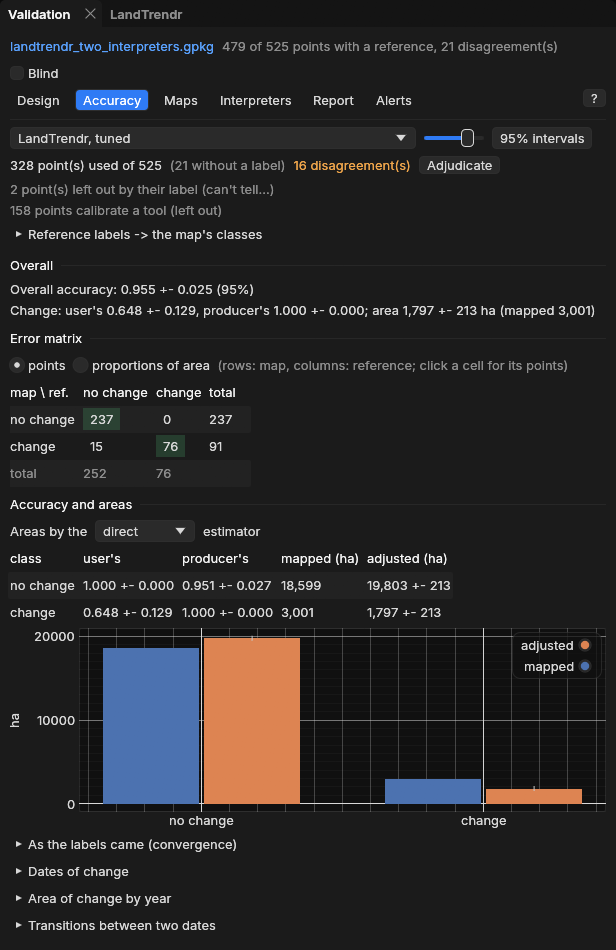 Validation LandTrendr
landtrendr_two_interpreters.gpkg 479 of 525 points with a reference, 21 disagreement(s)
Blind
Design Accuracy Maps Interpreters Report Alerts ?
LandTrendr, tuned 95% intervals
328 point(s) used of 525 (21 without a label) 16 disagreement(s) Adjudicate
2 point(s) left out by their label (can't tell...)
158 points calibrate a tool (left out)
Reference labels -> the map's classes
Overall
Overall accuracy: 0.955 +- 0.025 (95%)
Change: user's 0.648 +- 0.129, producer's 1.000 +- 0.000; area 1,797 +- 213 ha (mapped 3,001)
Error matrix
points proportions of area (rows: map, columns: reference; click a cell for its points)
map \ ref. no change change total
no change 237 0 237
change 15 76 91
total 252 76
Accuracy and areas
Areas by the direct estimator
class user's producer's mapped (ha) adjusted (ha)
no change 1.000 +- 0.000 0.951 +- 0.027 18,599 19,803 +- 213
change 0.648 +- 0.129 1.000 +- 0.000 3,001 1,797 +- 213
20000
adjusted
mapped
ha
10000
0
no change change
As the labels came (convergence)
Dates of change
Area of change by year
Transitions between two dates